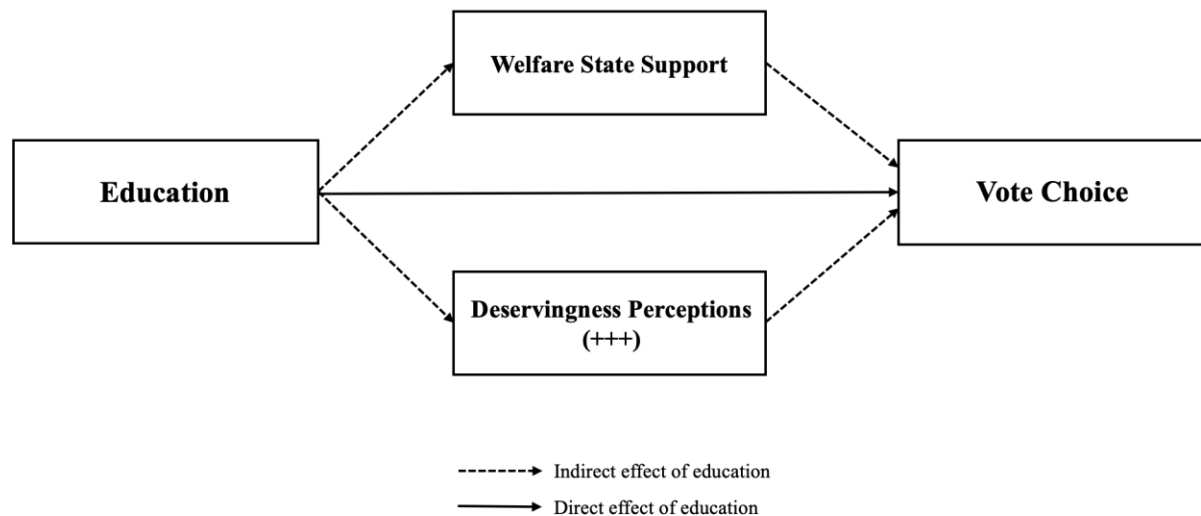 Welfare State Support
Education
Vote Choice
Deservingness Perceptions
(+++)
Indirect effect of education
Direct effect of education